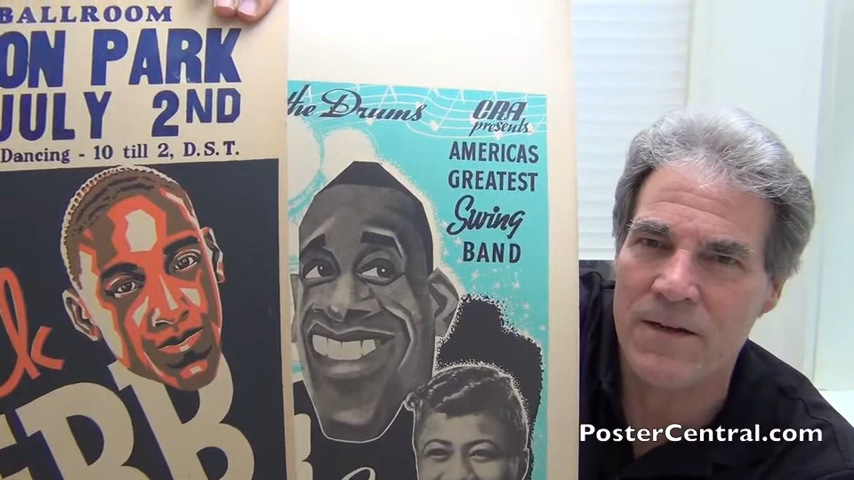 BALLROOM
ON PARK
JULY 2ND
Dancing - 10 till 2, D.S.T.
k
EBB
the Drums
CRA
presents
AMERICAS
GREATEST
Swing
BAND
PosterCentral.com